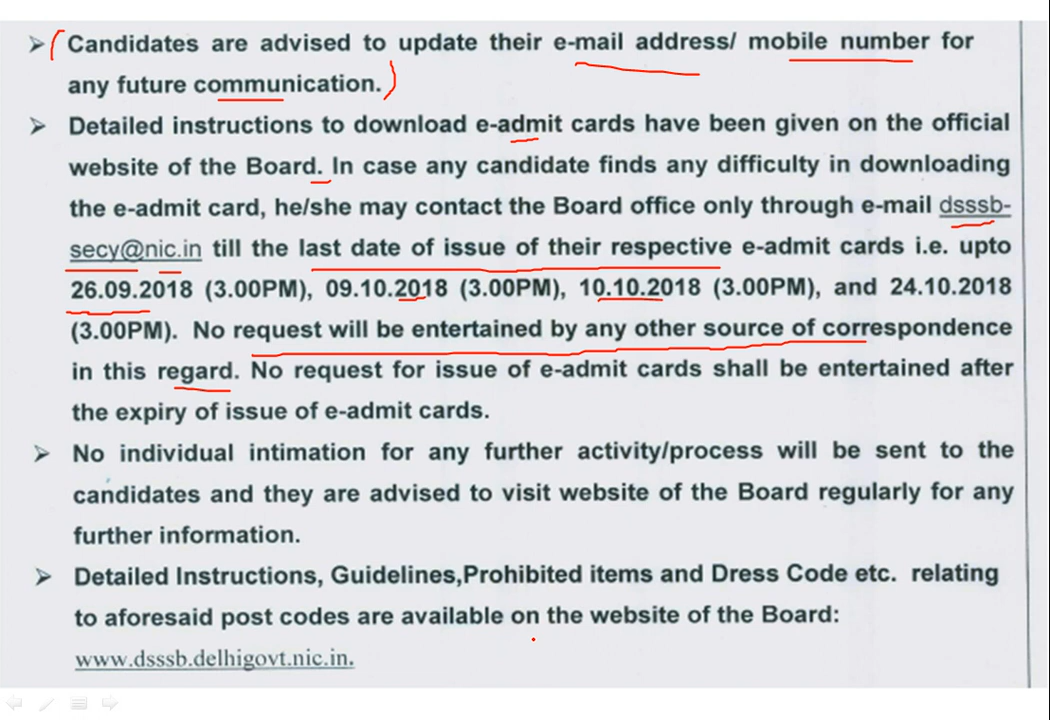 ➢ Candidates are advised to update their e-mail address/ mobile number for
any future communication.
➢ Detailed instructions to download e-admit cards have been given on the official
website of the Board. In case any candidate finds any difficulty in downloading
the e-admit card, he/she may contact the Board office only through e-mail dsssb-
secy@nic.in till the last date of issue of their respective e-admit cards i.e. upto
26.09.2018 (3.00PM), 09.10.2018 (3.00PM), 10.10.2018 (3.00PM), and 24.10.2018
(3.00PM). No request will be entertained by any other source of correspondence
in this regard. No request for issue of e-admit cards shall be entertained after
the expiry of issue of e-admit cards.
➢ No individual intimation for any further activity/process will be sent to the
candidates and they are advised to visit website of the Board regularly for any
further information.
➢ Detailed Instructions, Guidelines,Prohibited items and Dress Code etc. relating
to aforesaid post codes are available on the website of the Board:
www.dsssb.delhigovt.nic.in.